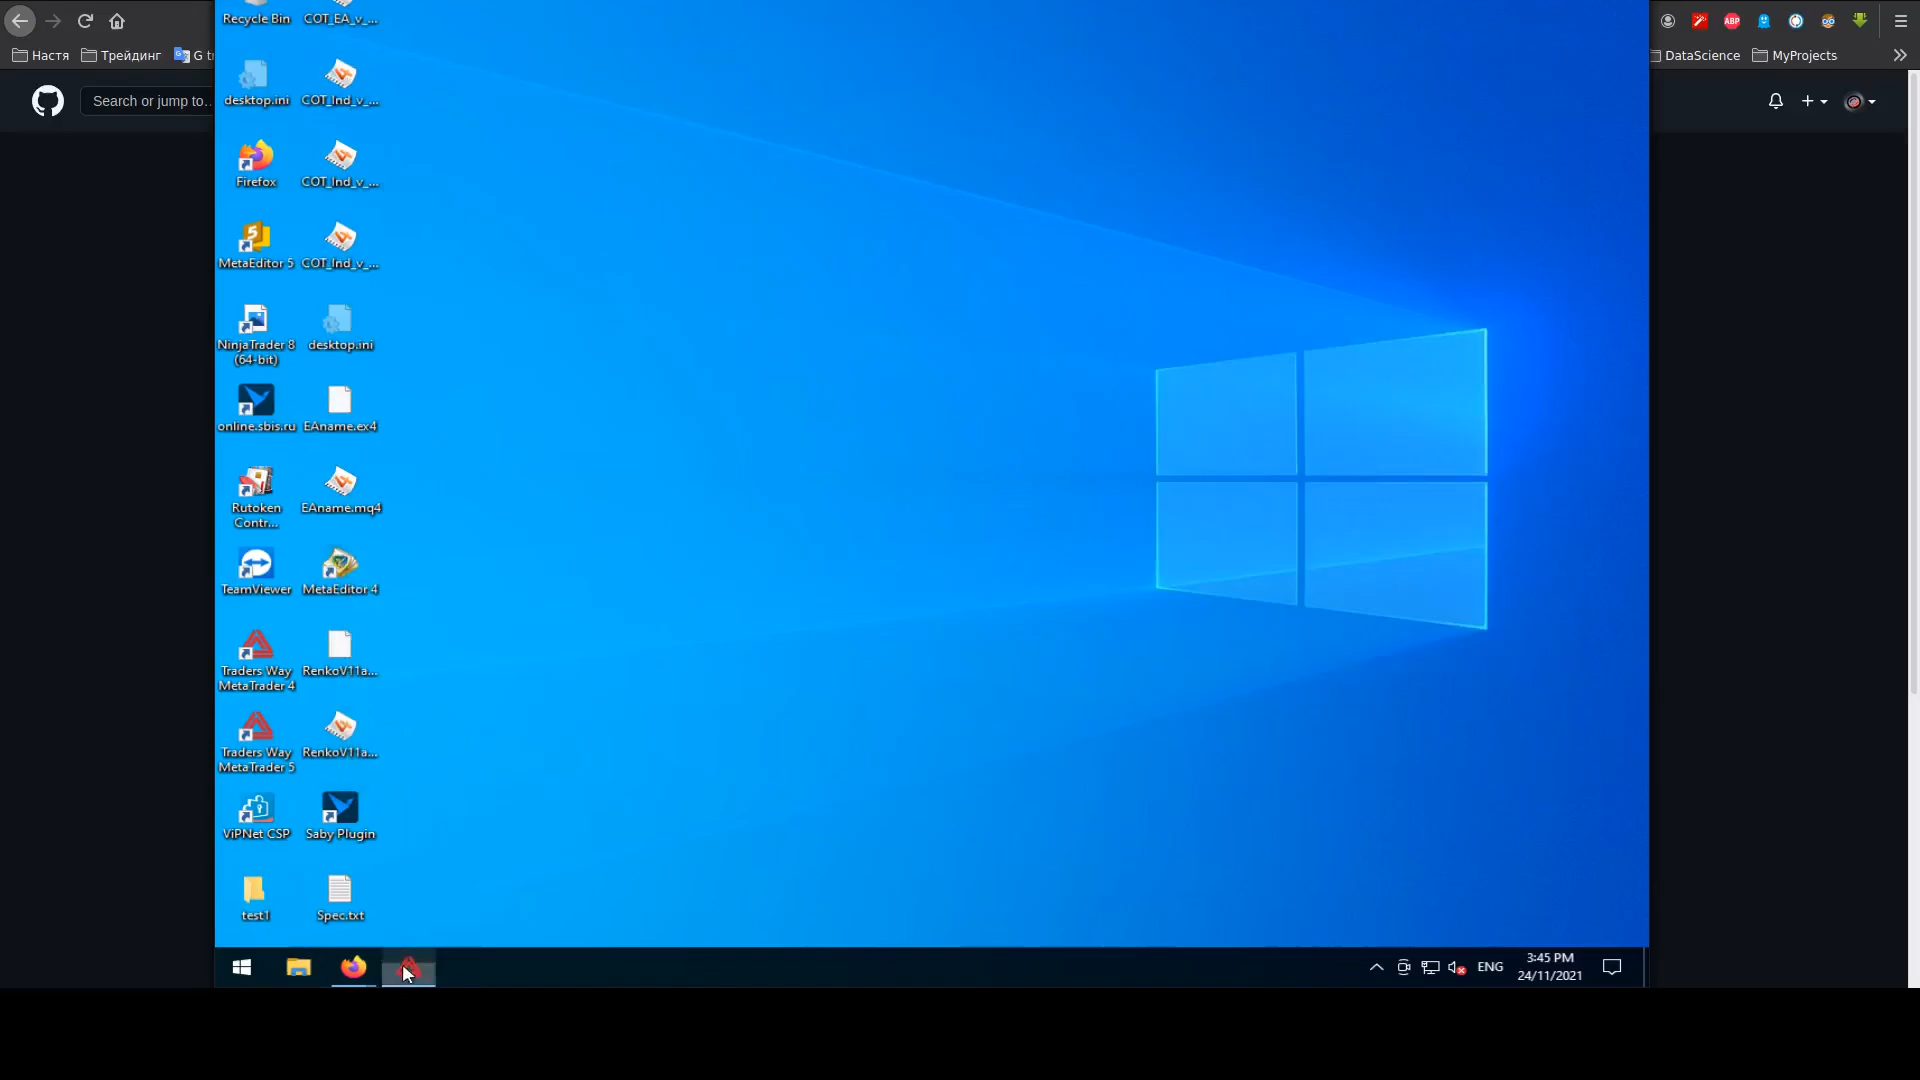 Настя
Трейдинг
G t
DataScience
MyProjects
ABP
Search or jump to...
Recycle Bin
COT_EA_v_...
desktop.ini
COT_Ind_v_...
Firefox
COT_Ind_v_...
MetaEditor 5
COT_Ind_v_...
NinjaTrader 8
(64-bit)
desktop.ini
online.sbis.ru
EAname.ex4
Rutoken
Contr...
EAname.mq4
TeamViewer
MetaEditor 4
Traders Way
MetaTrader 4
RenkoV11a...
Traders Way
MetaTrader 5
RenkoV11a...
ViPNet CSP
Saby Plugin
test1
Spec.txt
ENG
3:45 PM
24/11/2021